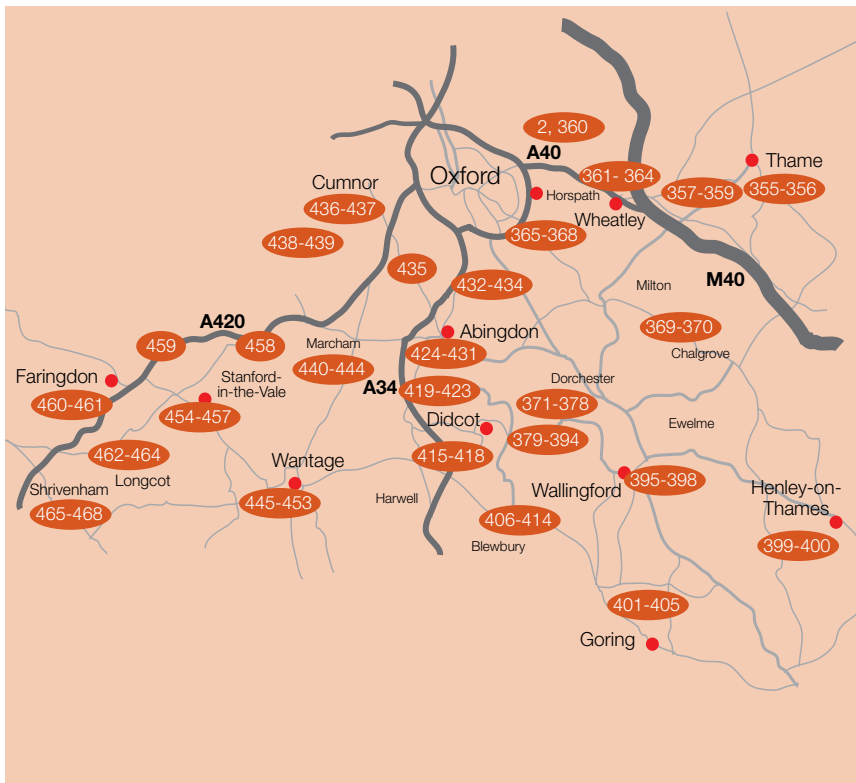 2, 360
A40
Oxford
Thame
361- 364
357-359
355-356
Cumnor
436-437
Horspath
Wheatley
438-439
365-368
435
432-434
Milton
M40
A420
459
458
Marcham
Abingdon
369-370
Chalgrove
440-444
424-431
Faringdon
Stanford-
in-the-Vale
A34
419-423
Dorchester
371-378
460-461
454-457
Didcot
379-394
Ewelme
462-464
Longcot
Wantage
415-418
Shrivenham
465-468
445-453
Harwell
Wallingford
395-398
Henley-on-
Thames
406-414
Blewbury
399-400
401-405
Goring